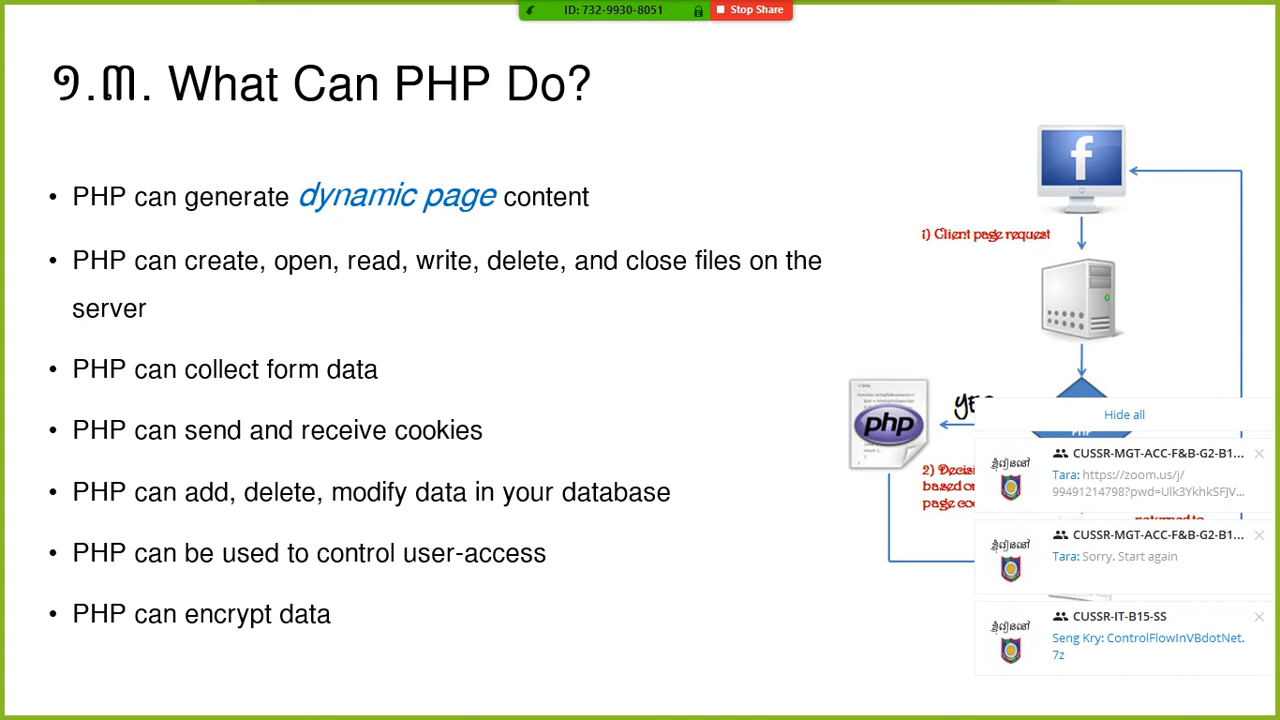 ID: 732-9930-8051
Stop Share
១.៣. What Can PHP Do?
• PHP can generate dynamic page content
• PHP can create, open, read, write, delete, and close files on the
server
• PHP can collect form data
• PHP can send and receive cookies
• PHP can add, delete, modify data in your database
• PHP can be used to control user-access
• PHP can encrypt data
f
1) Client page request
php
Hide all
CUSSR-MGT-ACC-F&B-G2-B1...
Tara: https://zoom.us/j/
99491214798?pwd=Ulk3YkhkSFJV...
CUSSR-MGT-ACC-F&B-G2-B1...
Tara: Sorry. Start again
CUSSR-IT-B15-SS
Seng Kry: ControlFlowInVBdotNet.
7z
2)
based
page